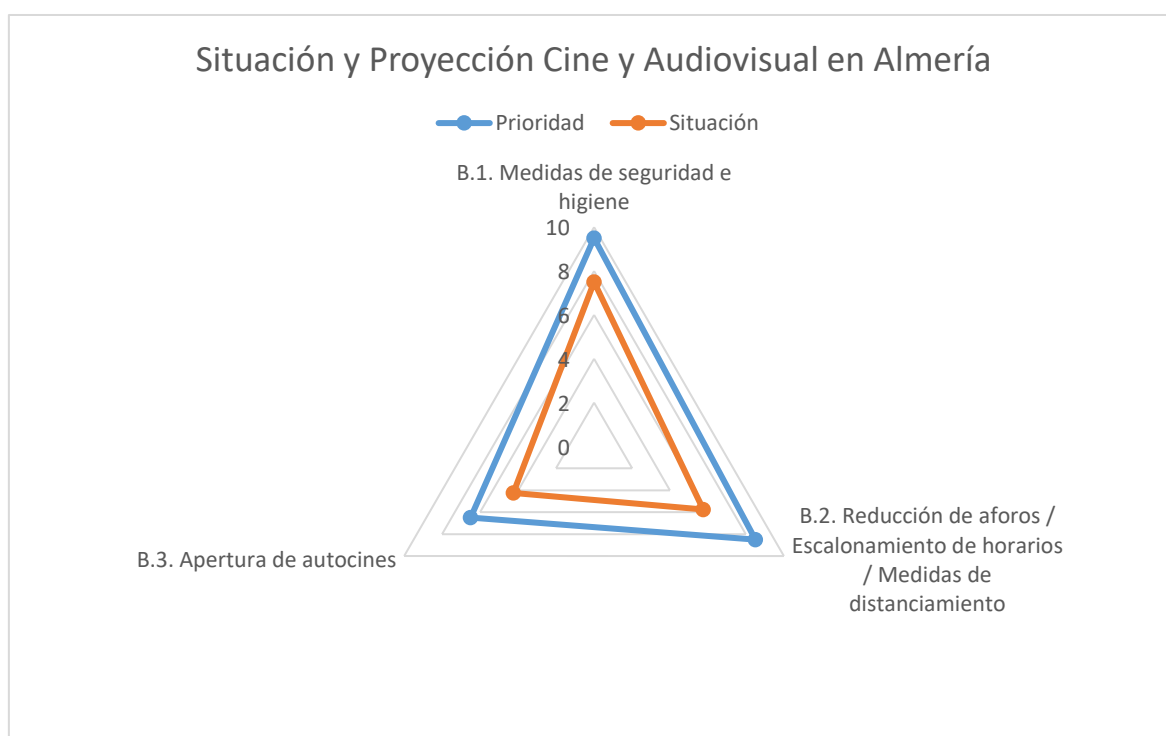 Situación y Proyección Cine y Audiovisual en Almería
Prioridad
Situación
B.1. Medidas de seguridad e
higiene
10
8
6
4
2
0
B.2. Reducción de aforos /
Escalonamiento de horarios
/ Medidas de
distanciamiento
B.3. Apertura de autocines